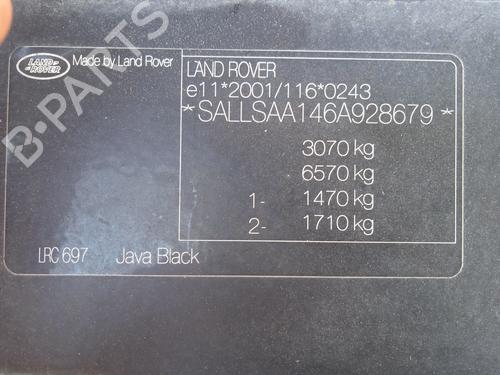 LAND ROVER
Made by Land Rover
LAND ROVER
e11*2001/116*0243
*SALLSAA146A928679*
3070 kg
6570 kg
1- 1470 kg
2- 1710 kg
LRC 697 Java Black
B-PARTS